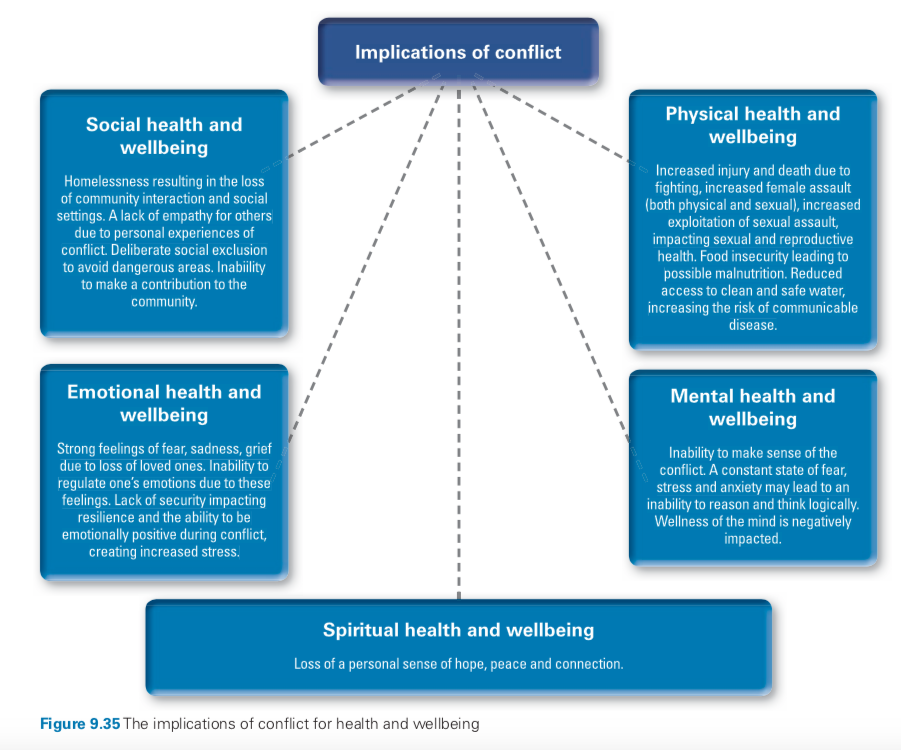 Implications of conflict
Social health and
wellbeing
Homelessness resulting in the loss
of community interaction and social
settings. A lack of empathy for others
due to personal experiences of
conflict. Deliberate social exclusion
to avoid dangerous areas. Inability
to make a contribution to the
community.
Physical health and
wellbeing
Increased injury and death due to
fighting, increased female assault
(both physical and sexual), increased
exploitation of sexual assault,
impacting sexual and reproductive
health. Food insecurity leading to
possible malnutrition. Reduced
access to clean and safe water,
increasing the risk of communicable
disease.
Emotional health and
wellbeing
Strong feelings of fear, sadness, grief
due to loss of loved ones. Inability to
regulate one's emotions due to these
feelings. Lack of security impacting
resilience and the ability to be
emotionally positive during conflict,
creating increased stress.
Mental health and
wellbeing
Inability to make sense of the
conflict. A constant state of fear,
stress and anxiety may lead to an
inability to reason and think logically.
Wellness of the mind is negatively
impacted.
Spiritual health and wellbeing
Loss of a personal sense of hope, peace and connection.
Figure 9.35 The implications of conflict for health and wellbeing